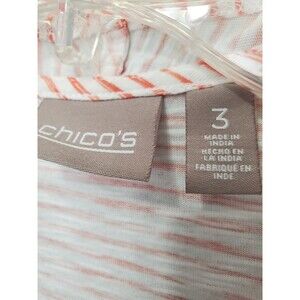 chico's
3
MADE IN
INDIA
HECHO EN
LA INDIA
FABRIQUÉ EN
INDE